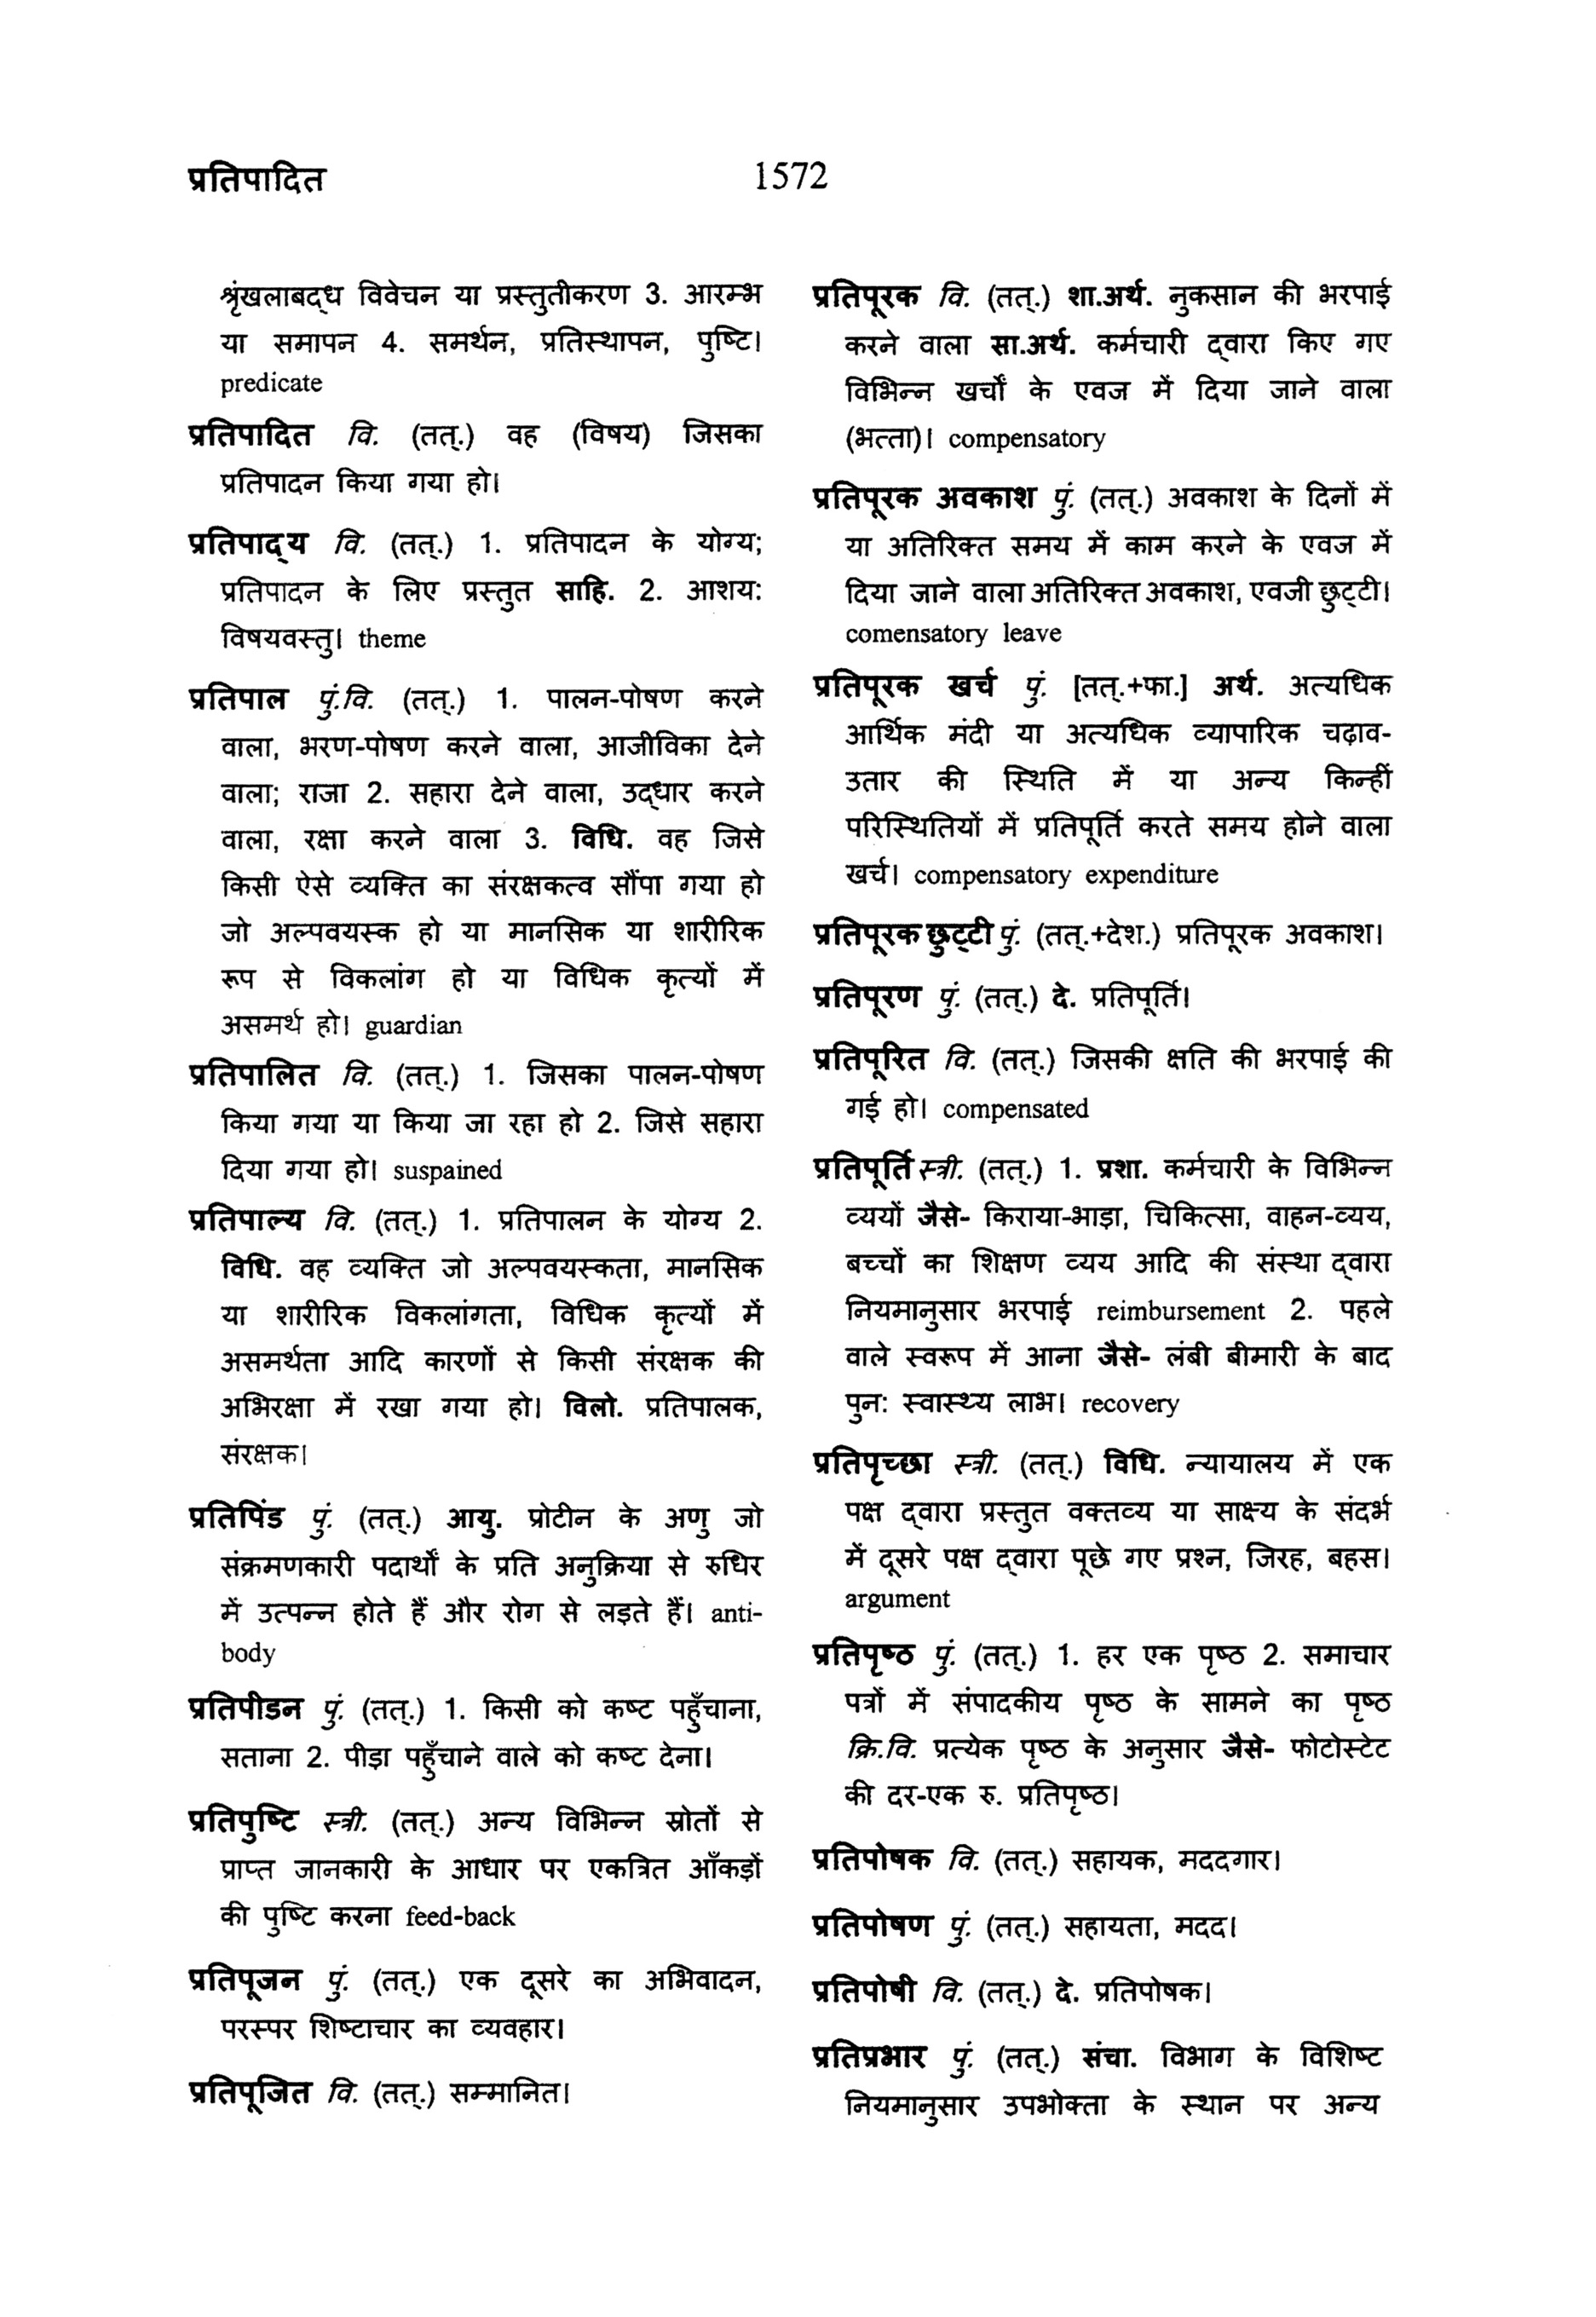 प्रतिपादित
1572
श्रृंखलाबद्ध विवेचन या प्रस्तुतीकरण 3. आरम्भ
या समापन 4. समर्थन, प्रतिस्थापन, पुष्टि।
predicate
प्रतिपादित वि. (तत्.) वह (विषय) जिसका
प्रतिपादन किया गया हो।
प्रतिपाद्य वि. (तत्.) 1. प्रतिपादन के योग्य;
प्रतिपादन के लिए प्रस्तुत साहि. 2. आशय:
विषयवस्तु। theme
प्रतिपाल पुं.वि. (तत्.) 1. पालन-पोषण करने
वाला, भरण-पोषण करने वाला, आजीविका देने
वाला; राजा 2. सहारा देने वाला, उद्धार करने
वाला, रक्षा करने वाला 3. विधि. वह जिसे
किसी ऐसे व्यक्ति का संरक्षकत्व सौंपा गया हो
जो अल्पवयस्क हो या मानसिक या शारीरिक
रूप से विकलांग हो या विधिक कृत्यों में
असमर्थ हो। guardian
प्रतिपालित वि. (तत्.) 1. जिसका पालन-पोषण
किया गया या किया जा रहा हो 2. जिसे सहारा
दिया गया हो। suspained
प्रतिपाल्य वि. (तत्.) 1. प्रतिपालन के योग्य 2.
विधि. वह व्यक्ति जो अल्पवयस्कता, मानसिक
या शारीरिक विकलांगता, विधिक कृत्यों में
असमर्थता आदि कारणों से किसी संरक्षक की
अभिरक्षा में रखा गया हो। विलो. प्रतिपालक,
संरक्षक।
प्रतिपिंड पुं. (तत्.) आयु. प्रोटीन के अणु जो
संक्रमणकारी पदार्थों के प्रति अनुक्रिया से रुधिर
में उत्पन्न होते हैं और रोग से लड़ते हैं। anti-
body
प्रतिपीडन पुं. (तत्.) 1. किसी को कष्ट पहुँचाना,
सताना 2. पीड़ा पहुँचाने वाले को कष्ट देना।
प्रतिपुष्टि स्त्री. (तत्.) अन्य विभिन्न स्रोतों से
प्राप्त जानकारी के आधार पर एकत्रित आँकड़ों
की पुष्टि करना feed-back
प्रतिपूजन पुं. (तत्.) एक दूसरे का अभिवादन,
परस्पर शिष्टाचार का व्यवहार।
प्रतिपूजित वि. (तत्.) सम्मानित।
प्रतिपूरक वि. (तत्.) शा.अर्थ. नुकसान की भरपाई
करने वाला सा.अर्थ. कर्मचारी द्वारा किए गए
विभिन्न खर्चों के एवज में दिया जाने वाला
(भत्ता)। compensatory
प्रतिपूरक अवकाश पुं. (तत्.) अवकाश के दिनों में
या अतिरिक्त समय में काम करने के एवज में
दिया जाने वाला अतिरिक्त अवकाश, एवजी छुट्टी।
comensatory leave
प्रतिपूरक खर्च पुं. [तत्.+फा.] अर्थ. अत्यधिक
आर्थिक मंदी या अत्यधिक व्यापारिक चढ़ाव-
उतार की स्थिति में या अन्य किन्हीं
परिस्थितियों में प्रतिपूर्ति करते समय होने वाला
खर्च। compensatory expenditure
प्रतिपूरक छुट्टी पुं. (तत्.+देश.) प्रतिपूरक अवकाश।
प्रतिपूरण पुं. (तत्.) दे. प्रतिपूर्ति।
प्रतिपूरित वि. (तत्.) जिसकी क्षति की भरपाई की
गई हो। compensated
प्रतिपूर्ति स्त्री. (तत्.) 1. प्रशा. कर्मचारी के विभिन्न
व्ययों जैसे- किराया-भाड़ा, चिकित्सा, वाहन-व्यय,
बच्चों का शिक्षण व्यय आदि की संस्था द्वारा
नियमानुसार भरपाई reimbursement 2. पहले
वाले स्वरूप में आना जैसे- लंबी बीमारी के बाद
पुन: स्वास्थ्य लाभ। recovery
प्रतिपृच्छा स्त्री. (तत्.) विधि. न्यायालय में एक
पक्ष द्वारा प्रस्तुत वक्तव्य या साक्ष्य के संदर्भ
में दूसरे पक्ष द्वारा पूछे गए प्रश्न, जिरह, बहस।
argument
प्रतिपृष्ठ पुं. (तत्.) 1. हर एक पृष्ठ 2. समाचार
पत्रों में संपादकीय पृष्ठ के सामने का पृष्ठ
क्रि.वि. प्रत्येक पृष्ठ के अनुसार जैसे- फोटोस्टेट
की दर-एक रु. प्रतिपृष्ठ।
प्रतिपोषक वि. (तत्.) सहायक, मददगार।
प्रतिपोषण पुं. (तत्.) सहायता, मदद।
प्रतिपोषी वि. (तत्.) दे. प्रतिपोषक।
प्रतिप्रभार पुं. (तत्.) संचा. विभाग के विशिष्ट
नियमानुसार उपभोक्ता के स्थान पर अन्य